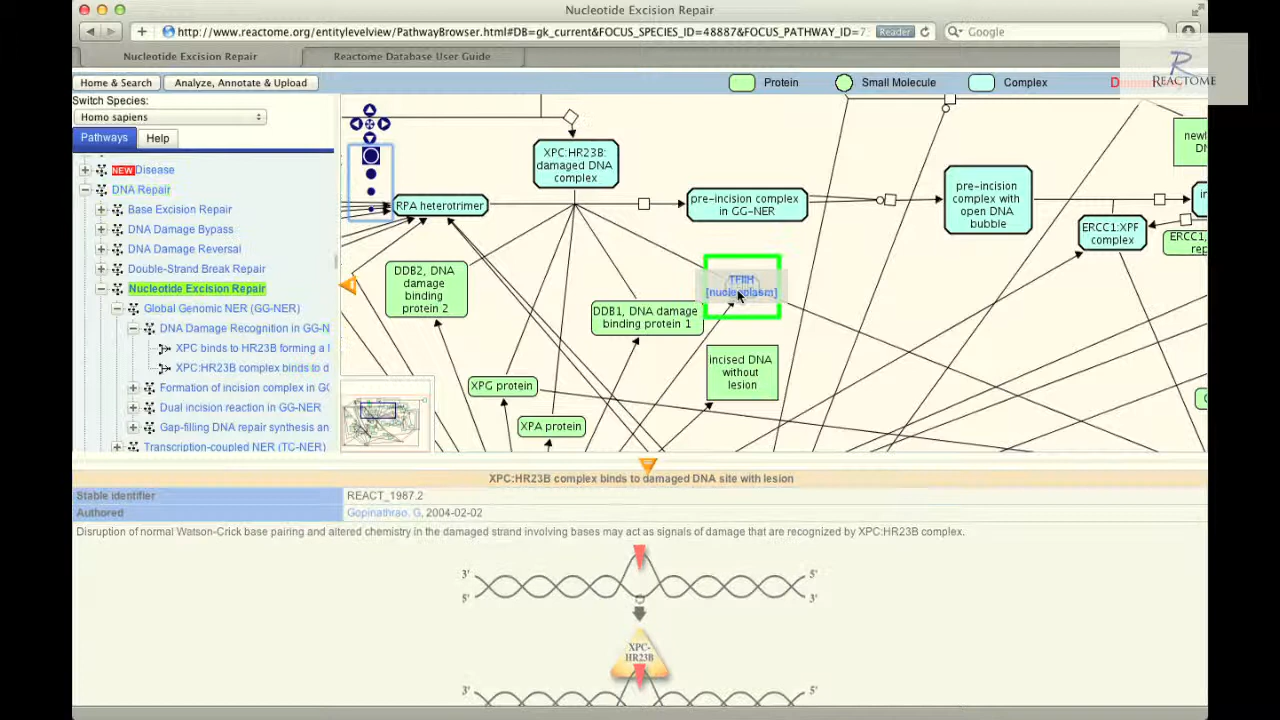 Nucleotide Excision Repair
http://www.reactome.org/entitylevelview/PathwayBrowser.html#DB=gk_current&FOCUS_SPECIES_ID=48887&FOCUS_PATHWAY_ID=7
Reader
Google
Nucleotide Excision Repair
Reactome Database User Guide
REACTOME
Home & Search
Analyze, Annotate & Upload
Protein
Small Molecule
Complex
Switch Species:
Homo sapiens
Pathways
Help
NEW Disease
DNA Repair
Base Excision Repair
DNA Damage Bypass
DNA Damage Reversal
Double-Strand Break Repair
Nucleotide Excision Repair
Global Genomic NER (GG-NER)
DNA Damage Recognition in GG-N
XPC binds to HR23B forming a
XPC:HR23B complex binds to d
Formation of incision complex in GG
Dual incision reaction in GG-NER
Gap-filling DNA repair synthesis an
Transcription-coupled NER (TC-NER)
XPC:HR23B:
damaged DNA
complex
RPA heterotrimer
pre-incision complex
in GG-NER
pre-incision
complex with
open DNA
bubble
ERCC1:XPF
complex
ERCC1,
DDB2, DNA
damage
binding
protein 2
DDB1, DNA damage
binding protein 1
TFIIH
[nucleoplasm]
incised DNA
without
lesion
XPG protein
XPA protein
XPC:HR23B complex binds to damaged DNA site with lesion
Stable identifier
REACT_1987.2
Authored
Gopinathrao, G, 2004-02-02
Disruption of normal Watson-Crick base pairing and altered chemistry in the damaged strand involving bases may act as signals of damage that are recognized by XPC:HR23B complex.
3'
5'
5'
3'
XPC-
HR23B
3'
5'